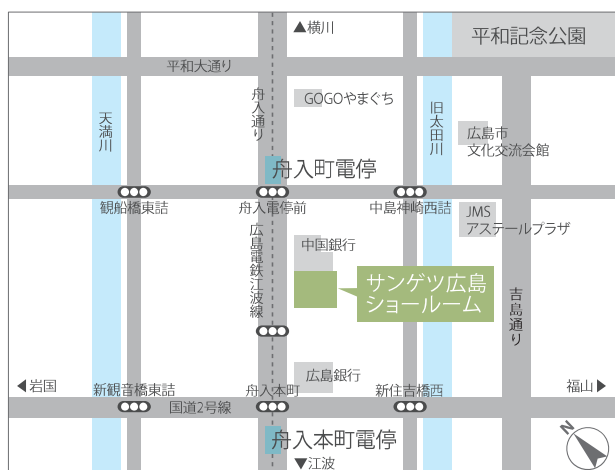 ▲横川
平和記念公園
平和大通り
舟入通り
GOGOやまぐち
天満川
旧太田川
広島市
文化交流会館
舟入町電停
観船橋東詰
舟入電停前
中島神崎西詰
JMS
アステールプラザ
広島電鉄江波線
中国銀行
サンゲツ広島
ショールーム
吉島通り
広島銀行
◀岩国
新観音橋東詰
舟入本町
新住吉橋西
福山▶
国道2号線
舟入本町電停
▼江波
N